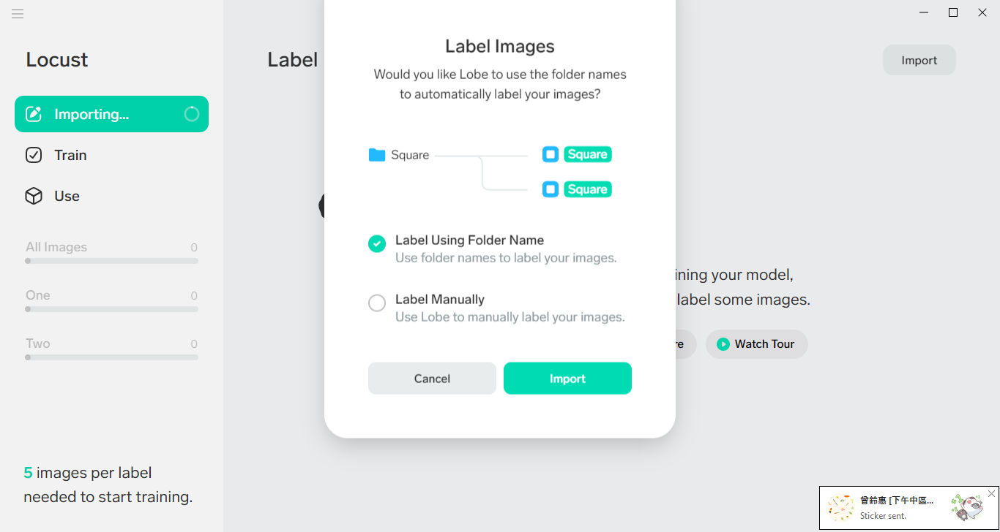 Locust
Importing...
Train
Use
All Images 0
One 0
Two 0
5 images per label
needed to start training.
Label
Import
Label Images
Would you like Lobe to use the folder names
to automatically label your images?
Square
Square
Square
Label Using Folder Name
Use folder names to label your images.
Label Manually
Use Lobe to manually label your images.
Cancel
Import
ining your model,
label some images.
re
Watch Tour
曾鈴惠 [下午中區...
Sticker sent.